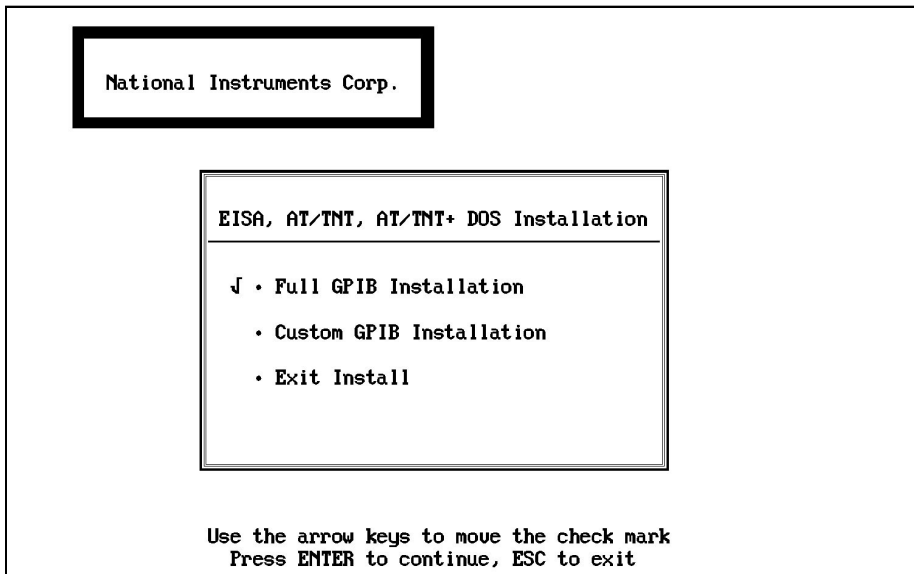 National Instruments Corp.
EISA, AT/TNT, AT/TNT+ DOS Installation
√ · Full GPIB Installation
· Custom GPIB Installation
· Exit Install
Use the arrow keys to move the check mark
Press ENTER to continue, ESC to exit